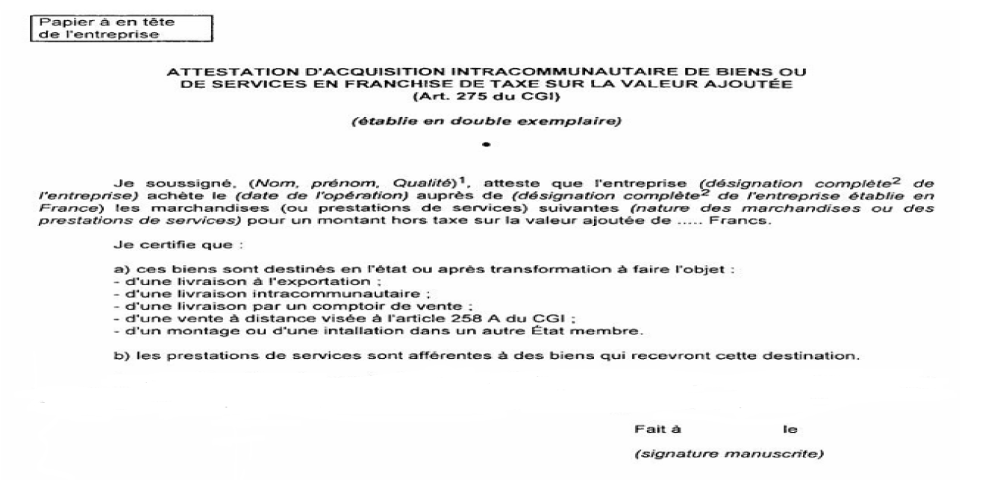 Papier à en tête
de l'entreprise
ATTESTATION D'ACQUISITION INTRACOMMUNAUTAIRE DE BIENS OU
DE SERVICES EN FRANCHISE DE TAXE SUR LA VALEUR AJOUTÉE
(Art. 275 du CGI)
(établie en double exemplaire)
•
Je soussigné, (Nom, prénom, Qualité)¹, atteste que l'entreprise (désignation complète² de
l'entreprise) achète le (date de l'opération) auprès de (désignation complète² de l'entreprise établie en
France) les marchandises (ou prestations de services) suivantes (nature des marchandises ou des
prestations de services) pour un montant hors taxe sur la valeur ajoutée de ..... Francs.
Je certifie que :
a) ces biens sont destinés en l'état ou après transformation à faire l'objet :
- d'une livraison à l'exportation ;
- d'une livraison intracommunautaire ;
- d'une livraison par un comptoir de vente ;
- d'une vente à distance visée à l'article 258 A du CGI ;
- d'un montage ou d'une intallation dans un autre État membre.
b) les prestations de services sont afférentes à des biens qui recevront cette destination.
Fait à le
(signature manuscrite)